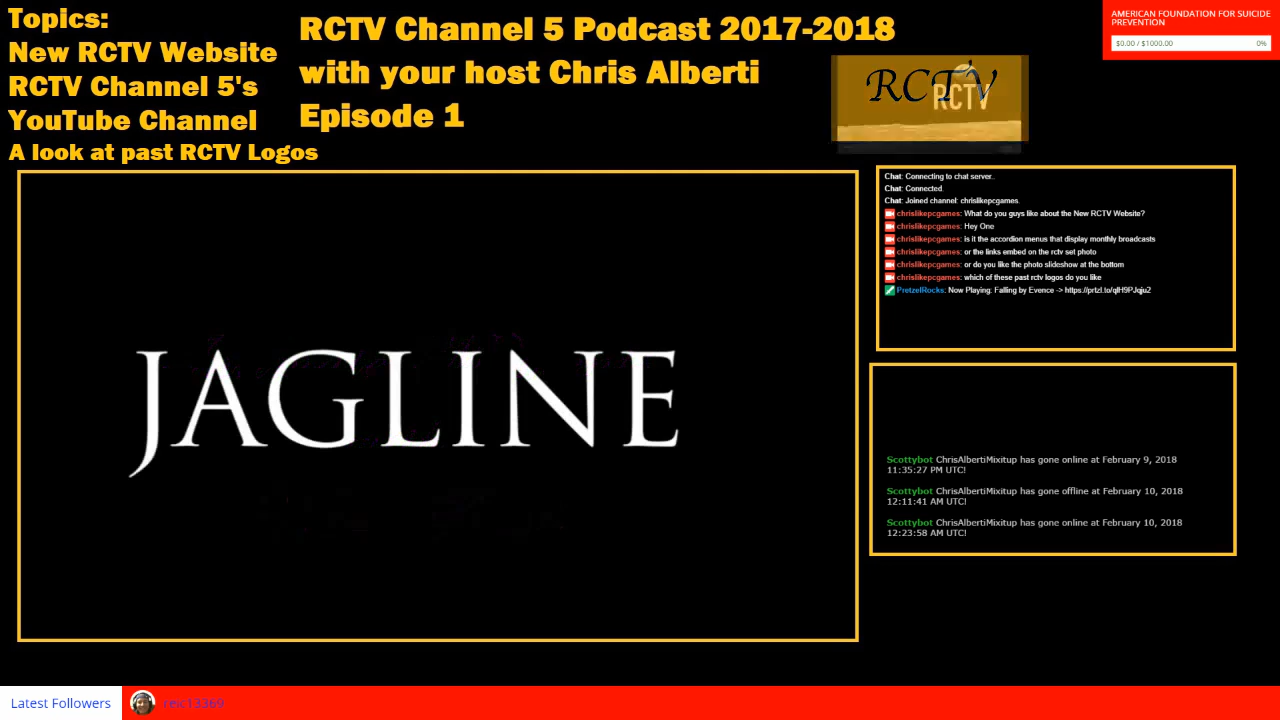 Topics:
New RCTV Website
RCTV Channel 5's
YouTube Channel
A look at past RCTV Logos
RCTV Channel 5 Podcast 2017-2018
with your host Chris Alberti
Episode 1
RCTV
RCTV
AMERICAN FOUNDATION FOR SUICIDE
PREVENTION
$0.00 / $1000.00 0%
JAGLINE
Chat: Connecting to chat server..
Chat: Connected.
Chat: Joined channel: chrislikepcgames.
chrislikepcgames: What do you guys like about the New RCTV Website?
chrislikepcgames: Hey One
chrislikepcgames: is it the accordion menus that display monthly broadcasts
chrislikepcgames: or the links embed on the rctv set photo
chrislikepcgames: or do you like the photo slideshow at the bottom
chrislikepcgames: which of these past rctv logos do you like
PretzelRocks: Now Playing: Falling by Evence ->
Scottybot ChrisAlbertiMixitup has gone online at February 9, 2018
11:35:27 PM UTC!
Scottybot ChrisAlbertiMixitup has gone offline at February 10, 2018
12:11:41 AM UTC!
Scottybot ChrisAlbertiMixitup has gone online at February 10, 2018
12:23:58 AM UTC!
Latest Followers